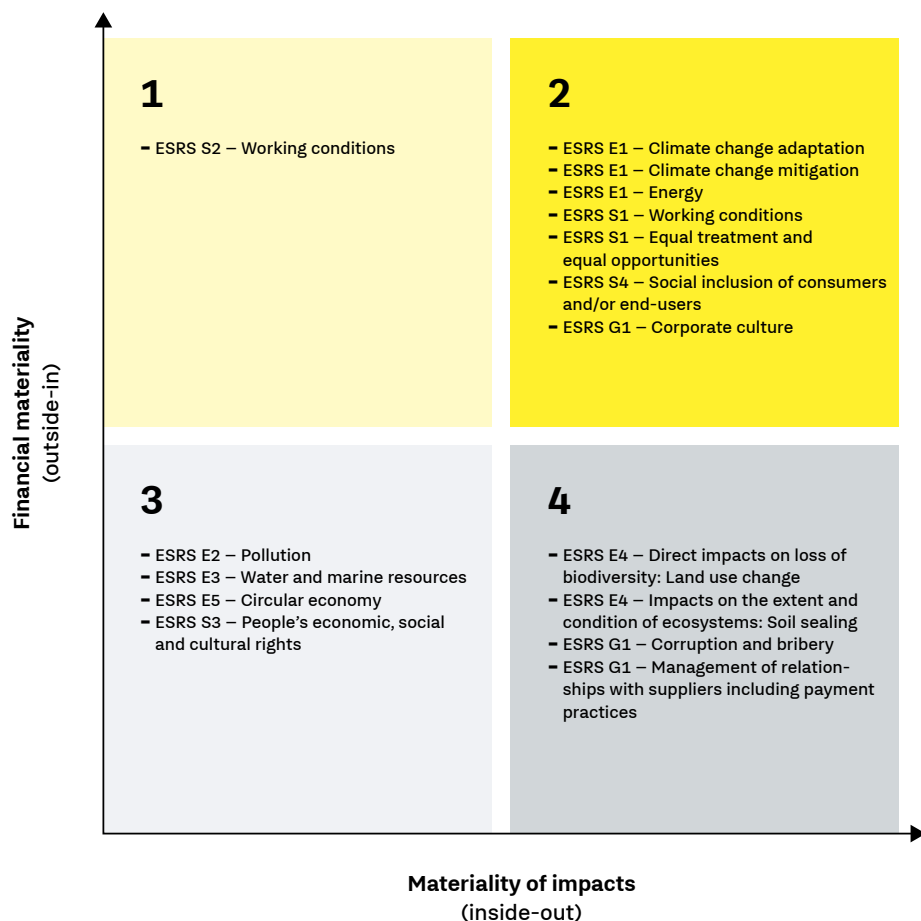 1
– ESRS S2 – Working conditions
2
– ESRS E1 – Climate change adaptation
– ESRS E1 – Climate change mitigation
– ESRS E1 – Energy
– ESRS S1 – Working conditions
– ESRS S1 – Equal treatment and
equal opportunities
– ESRS S4 – Social inclusion of consumers
and/or end-users
– ESRS G1 – Corporate culture
Financial materiality
(outside-in)
3
– ESRS E2 – Pollution
– ESRS E3 – Water and marine resources
– ESRS E5 – Circular economy
– ESRS S3 – People’s economic, social
and cultural rights
4
– ESRS E4 – Direct impacts on loss of
biodiversity: Land use change
– ESRS E4 – Impacts on the extent and
condition of ecosystems: Soil sealing
– ESRS G1 – Corruption and bribery
– ESRS G1 – Management of relation-
ships with suppliers including payment
practices
Materiality of impacts
(inside-out)